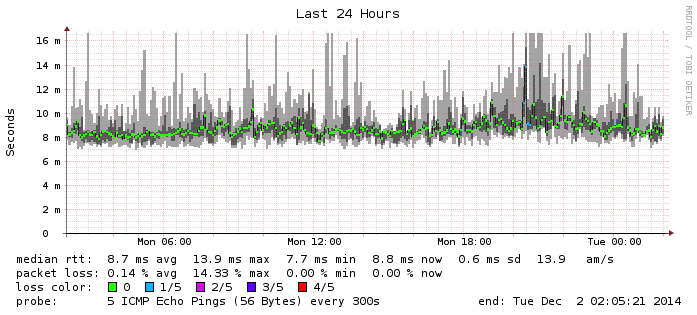 Last 24 Hours
RRDTOOL / TOBI OETIKER
Seconds
16 m
14 m
12 m
10 m
8 m
6 m
4 m
2 m
0
Mon 06:00 Mon 12:00 Mon 18:00 Tue 00:00
median rtt: 8.7 ms avg 13.9 ms max 7.7 ms min 8.8 ms now 0.6 ms sd 13.9 am/s
packet loss: 0.14 % avg 14.33 % max 0.00 % min 0.00 % now
loss color: 0 1/5 2/5 3/5 4/5
probe: 5 ICMP Echo Pings (56 Bytes) every 300s end: Tue Dec 2 02:05:21 2014